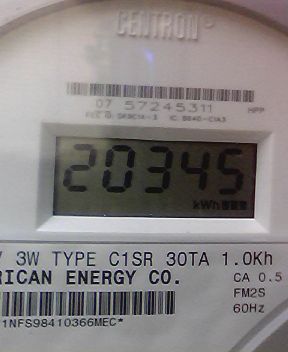 CENTRON®
07 57245311 HPP
20345
kWh
V 3W TYPE C1SR 30TA 1.0Kh
RICAN ENERGY CO. CA 0.5
FM2S
1NFS98410366MEC* 60Hz